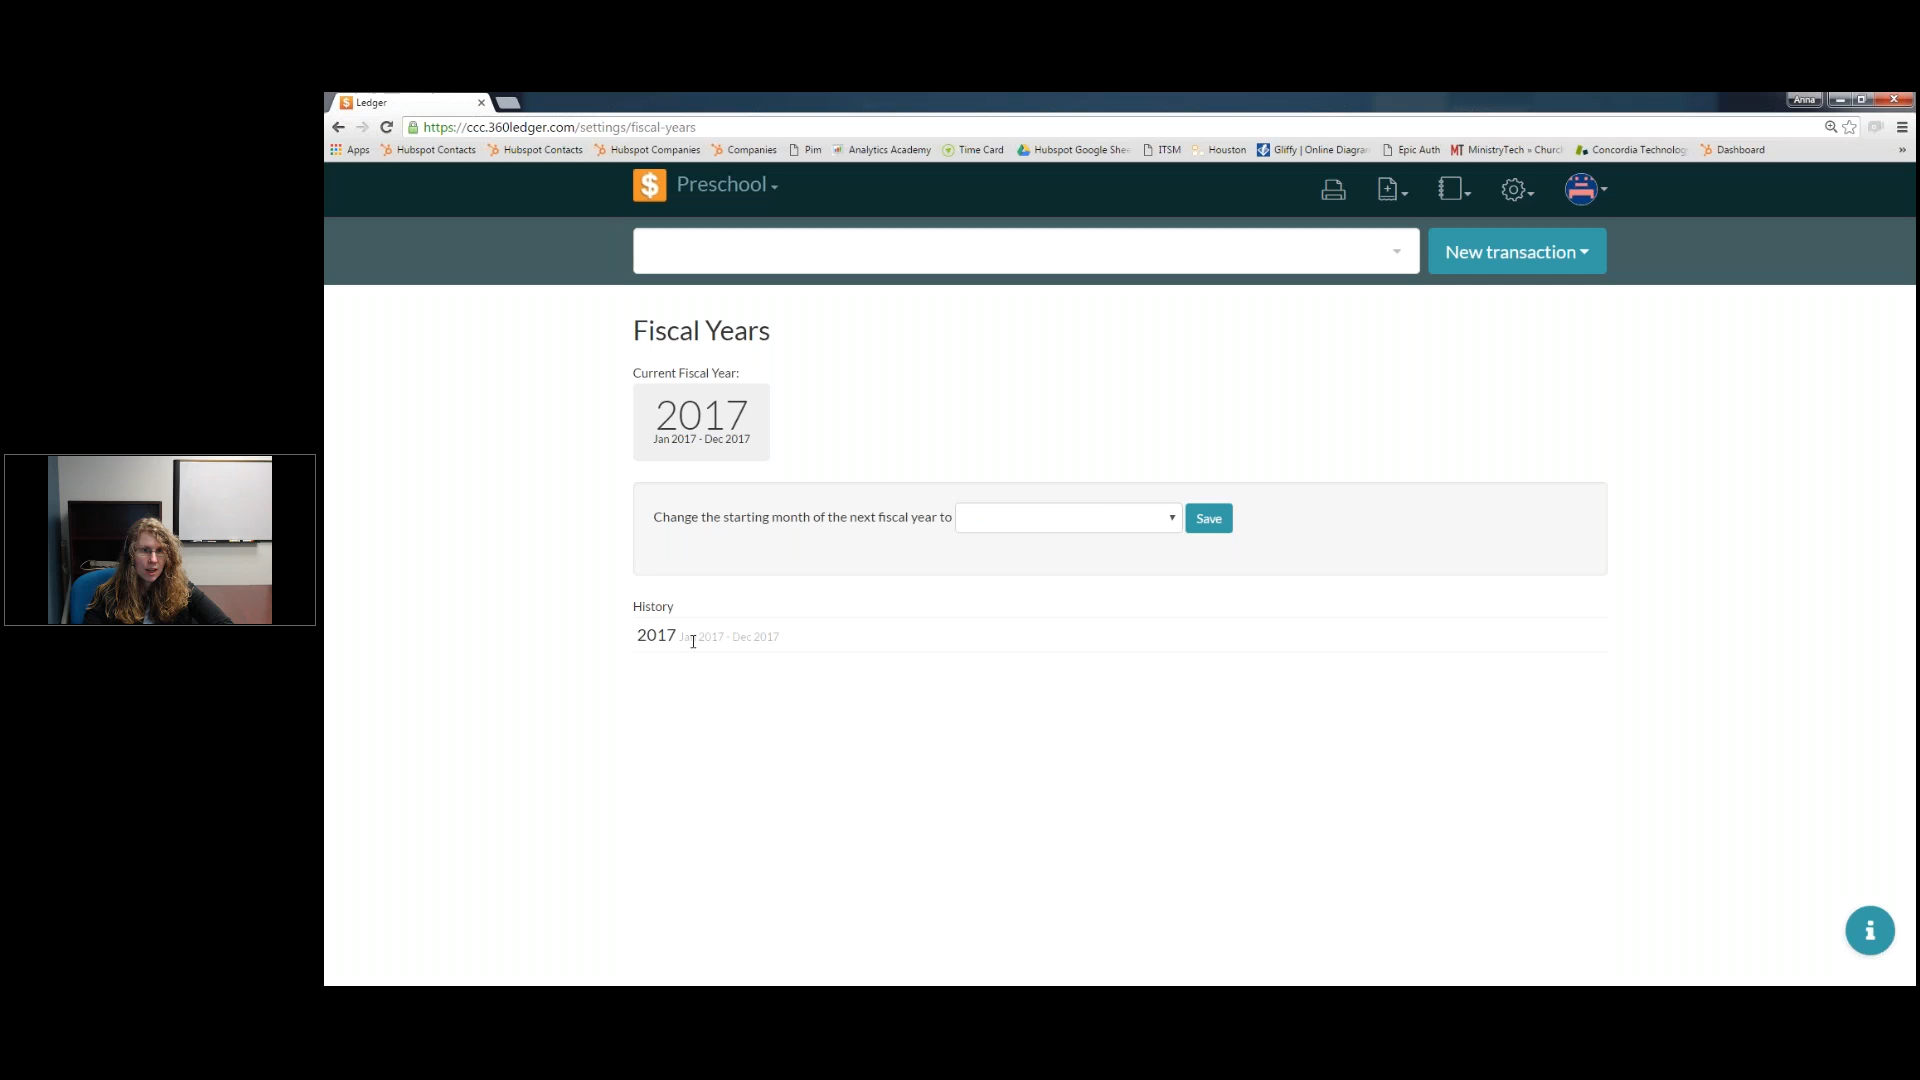 Ledger
Anna
https://ccc.360ledger.com/settings/fiscal-years
Apps Hubspot Contacts Hubspot Contacts Hubspot Companies Companies Pim Analytics Academy Time Card Hubspot Google She ITSM Houston Gliffy | Online Diagra Epic Auth MinistryTech » Churc Concordia Technolog Dashboard »
$ Preschool
New transaction
Fiscal Years
Current Fiscal Year:
2017
Jan 2017 - Dec 2017
Change the starting month of the next fiscal year to Save
History
2017 Jan 2017 - Dec 2017